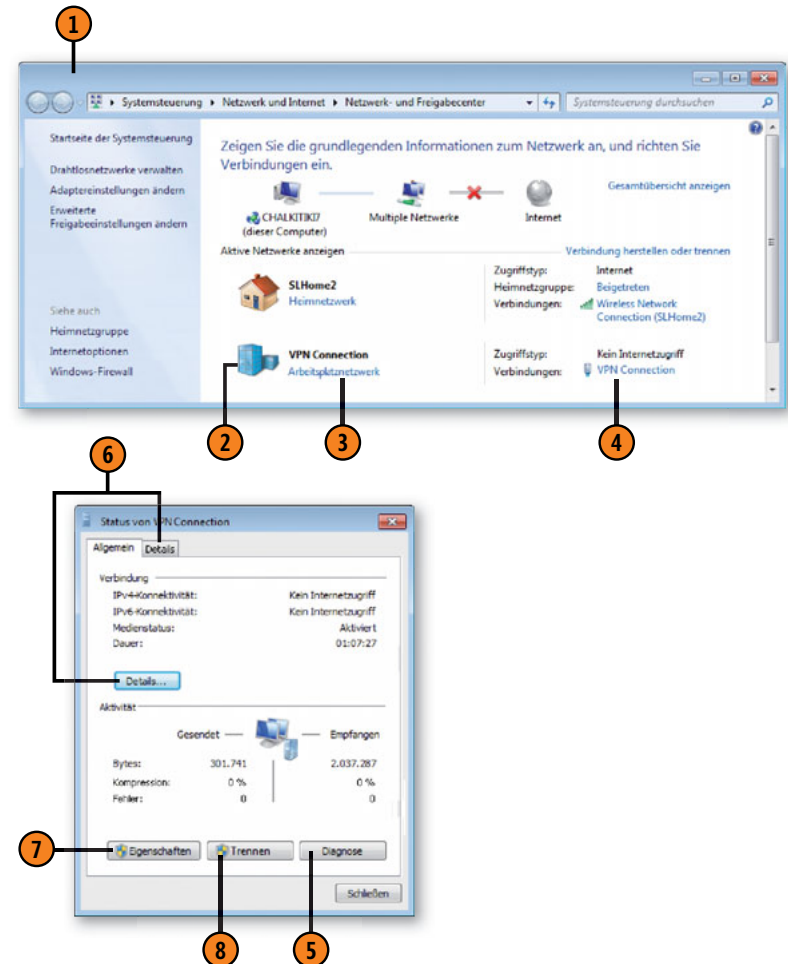 1
Systemsteuerung Netzwerk und Internet Netzwerk- und Freigabecenter
Systemsteuerung durchsuchen
Startseite der Systemsteuerung
Drahtlosnetzwerke verwalten
Adaptereinstellungen ändern
Erweiterte
Freigabeeinstellungen ändern
Siehe auch
Heimnetzgruppe
Internetoptionen
Windows-Firewall
Zeigen Sie die grundlegenden Informationen zum Netzwerk an, und richten Sie
Verbindungen ein.
Gesamtübersicht anzeigen
CHALKITIKI7 Multiple Netzwerke Internet
(dieser Computer)
Aktive Netzwerke anzeigen Verbindung herstellen oder trennen
SLHome2
Heimnetzwerk
Zugriffstyp: Internet
Heimnetzgruppe: Beigetreten
Verbindungen: Wireless Network
Connection (SLHome2)
VPN Connection
Arbeitsplatznetzwerk
Zugriffstyp: Kein Internetzugriff
Verbindungen: VPN Connection
2 3 4
6
Status von VPN Connection
Allgemein Details
Verbindung
IPv4-Konnektivität: Kein Internetzugriff
IPv6-Konnektivität: Kein Internetzugriff
Medienstatus: Aktiviert
Dauer: 01:07:27
Details...
Aktivität
Gesendet Empfangen
Bytes: 301.741 2.037.287
Kompression: 0 % 0 %
Fehler: 0 0
7
Eigenschaften Trennen Diagnose
Schließen
8 5